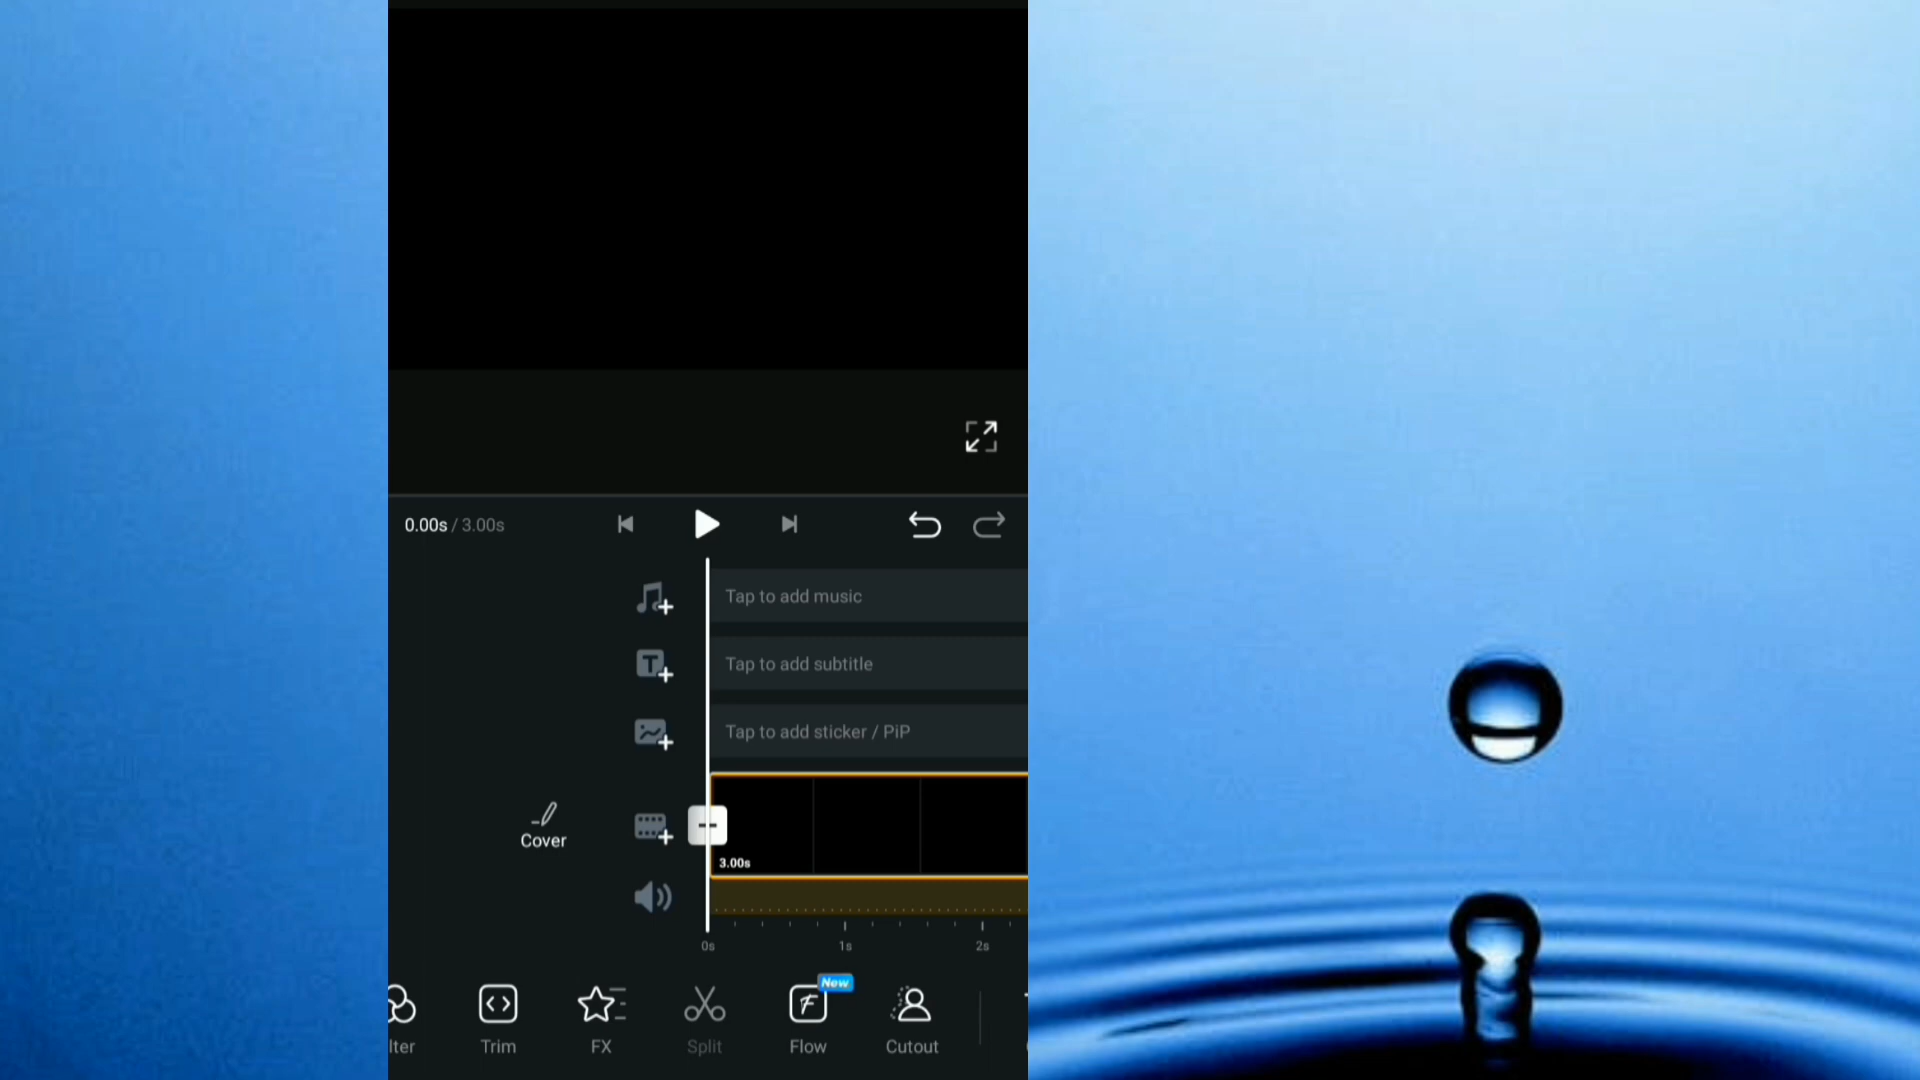 0.00s / 3.00s
Tap to add music
Tap to add subtitle
Tap to add sticker / PiP
Cover
3.00s
0s 1s 2s
New
lter Trim FX Split Flow Cutout